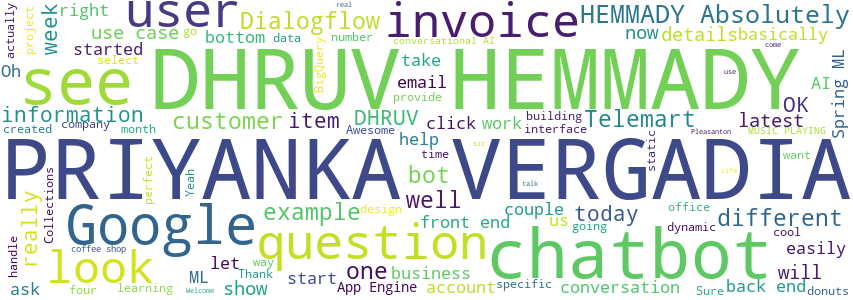 actually
project
week
right
user
invoice
real
HEMMADY Absolutely
Oh
use case
go
started
select
Dialogflow
bottom
data
BigQuery
number
conversational AI
now
details
basically
see
DHRUV HEMMADY
take
email
provide
come
use
AI
Spring ML
information
created
company
month
customer
item
DHRUV
Awesome
help
click
work
building
interface
Telemart
Pleasanton
latest
OK
MUSIC PLAYING
PRIYANKA VERGADIA
perfect
Yeah
time
bot
well
sit
talk
static
want
life
Collections
really
handle
Google
coffee shop
look
ask
four
learning
ML
Welcome
let
show
way
Thank
example
design
question
start
one
App Engine
business
account
front end
couple
us
today
going
chatbot
specific
conversation
office
dynamic
different
cool
easily
will
Sure
back end
donuts